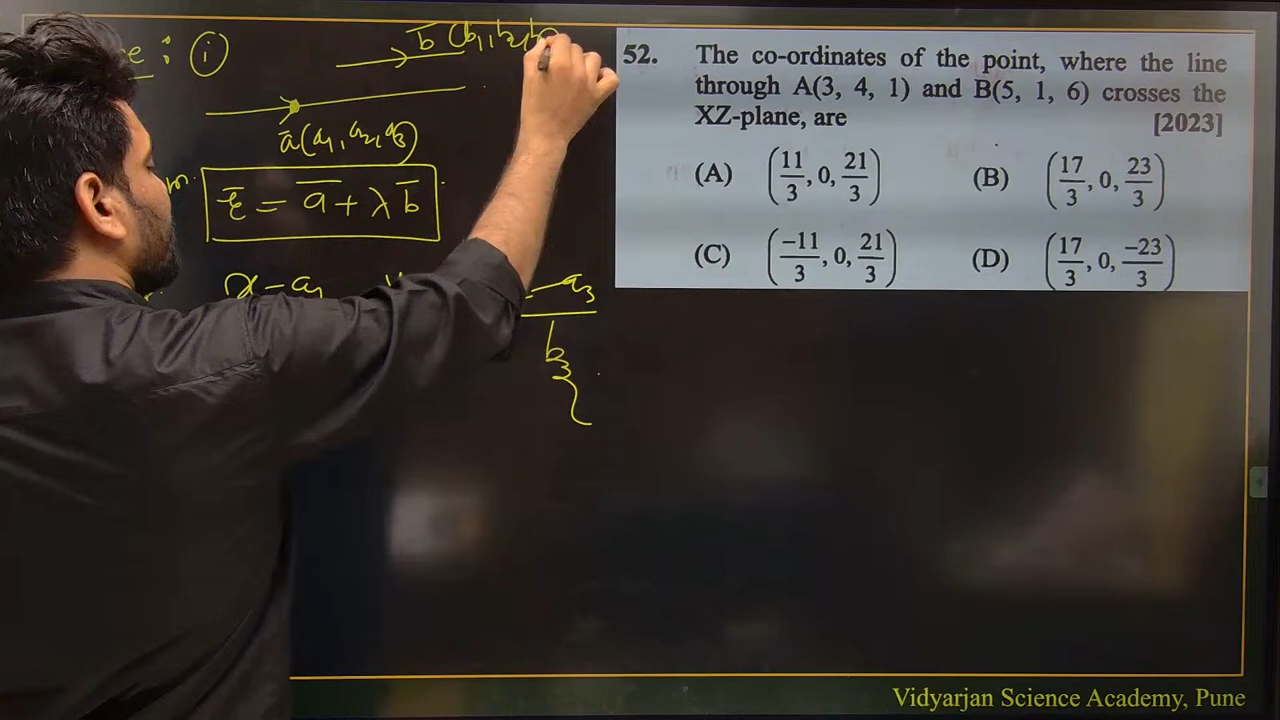 e : i
b̄ (b₁, b₂, b
ā(a₁, a₂, a₃)
r̄ = ā + λ b̄
x - a₁
- a₃
b₃
52. The co-ordinates of the point, where the line
through A(3, 4, 1) and B(5, 1, 6) crosses the
XZ-plane, are [2023]
(A) (11/3, 0, 21/3) (B) (17/3, 0, 23/3)
(C) (-11/3, 0, 21/3) (D) (17/3, 0, -23/3)
Vidyarjan Science Academy, Pune